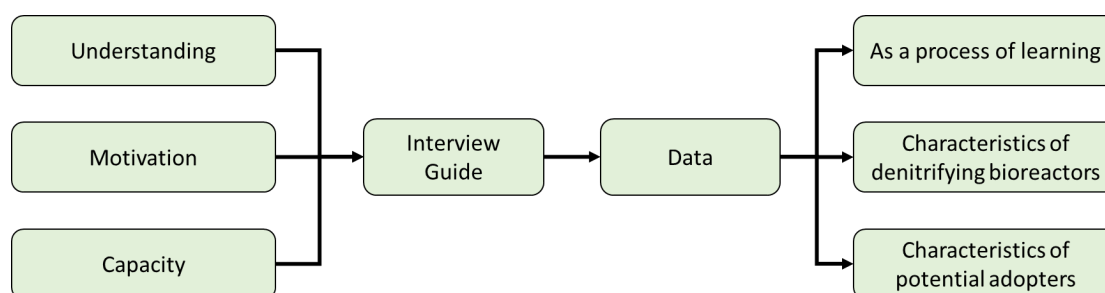 Understanding
Motivation
Capacity
Interview
Guide
Data
As a process of learning
Characteristics of
denitrifying bioreactors
Characteristics of
potential adopters